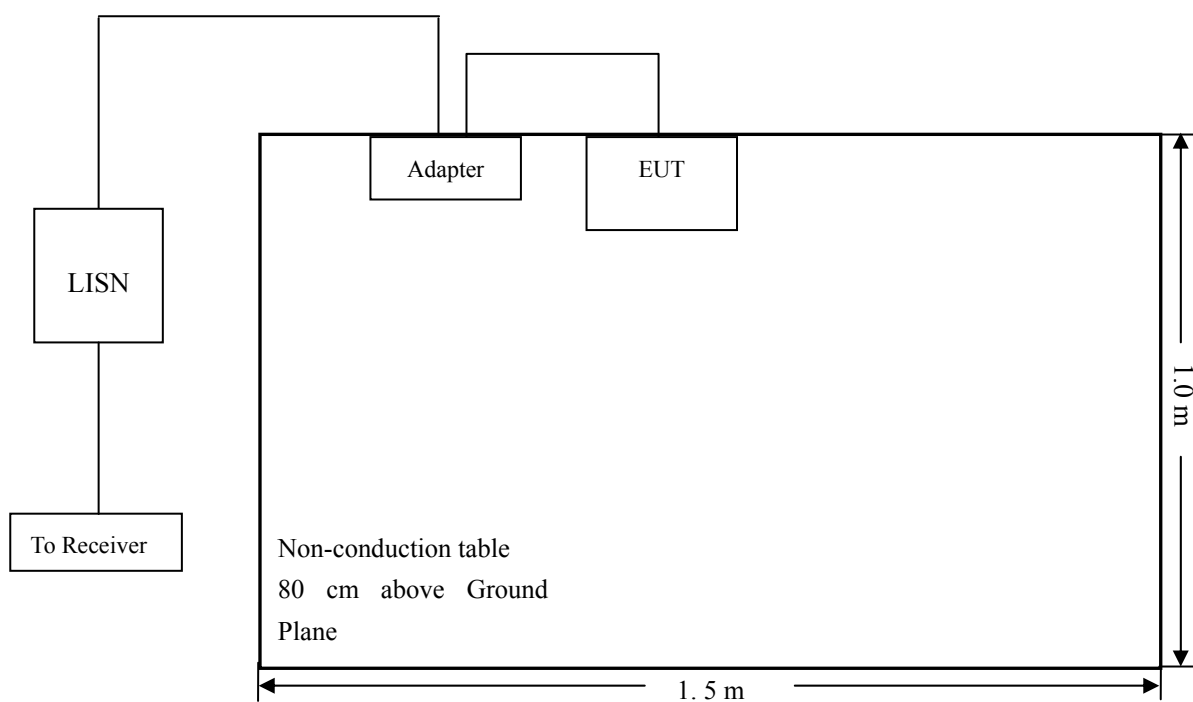 Adapter
EUT
LISN
1.0 m
To Receiver
Non-conduction table
80 cm above Ground
Plane
1. 5 m